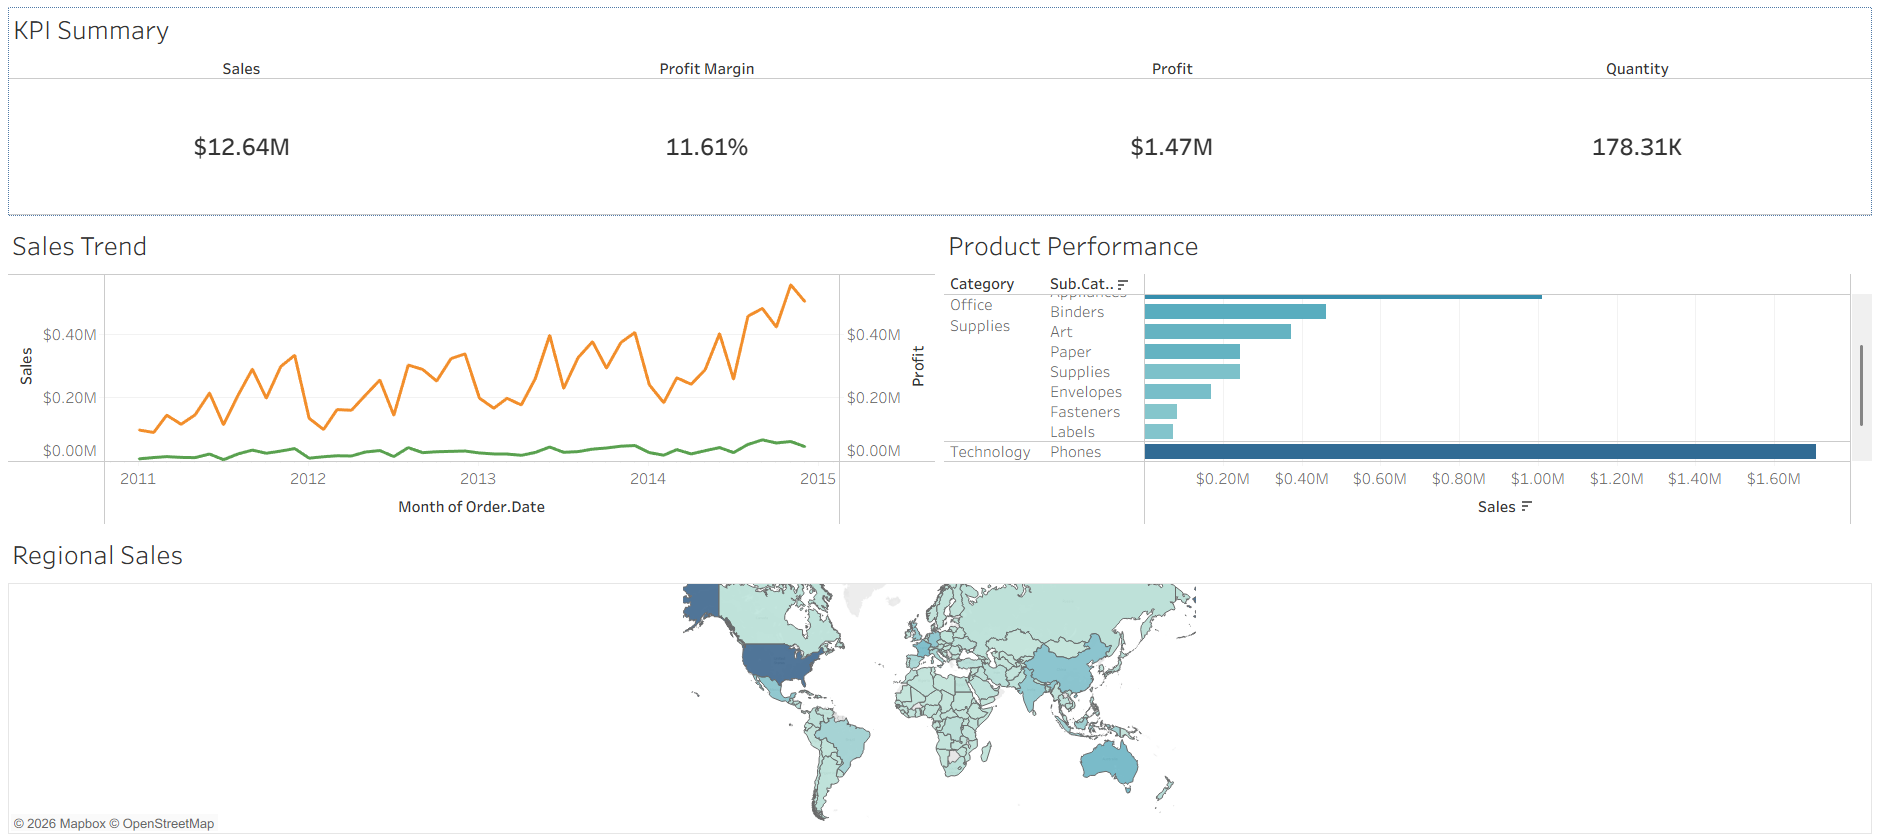 KPI Summary
Sales Profit Margin Profit Quantity
$12.64M 11.61% $1.47M 178.31K
Sales Trend
$0.40M $0.40M
$0.20M $0.20M
$0.00M $0.00M
Sales
Profit
2011 2012 2013 2014 2015
Month of Order.Date
Product Performance
Category Sub.Cat..
Appliances
Office Supplies
Binders
Art
Paper
Supplies
Envelopes
Fasteners
Labels
Technology Phones
$0.20M $0.40M $0.60M $0.80M $1.00M $1.20M $1.40M $1.60M
Sales
Regional Sales
© 2026 Mapbox © OpenStreetMap